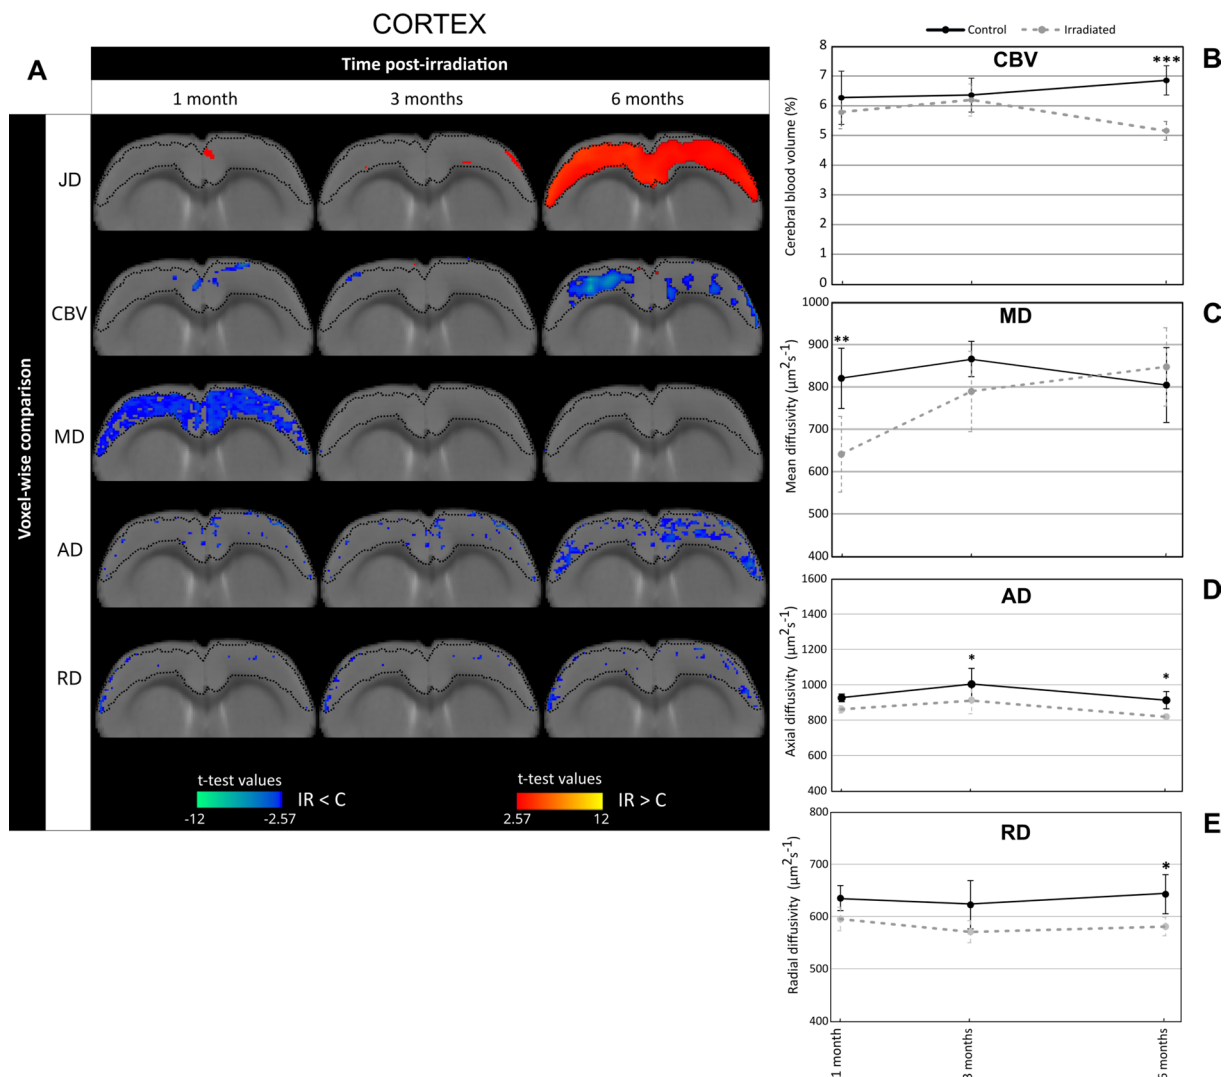 CORTEX
A
Time post-irradiation
1 month
3 months
6 months
Voxel-wise comparison
JD
CBV
MD
AD
RD
t-test values
IR < C
-12
-2.57
t-test values
IR > C
2.57
12
Control
Irradiated
B
CBV
***
Cerebral blood volume (%)
8
7
6
5
4
3
2
1
0
C
MD
**
Mean diffusivity (µm²s-¹)
1000
900
800
700
600
500
400
D
AD
*
*
Axial diffusivity (µm²s-¹)
1600
1400
1200
1000
800
600
400
E
RD
*
Radial diffusivity (µm²s-¹)
800
700
600
500
400
1 month
months
months